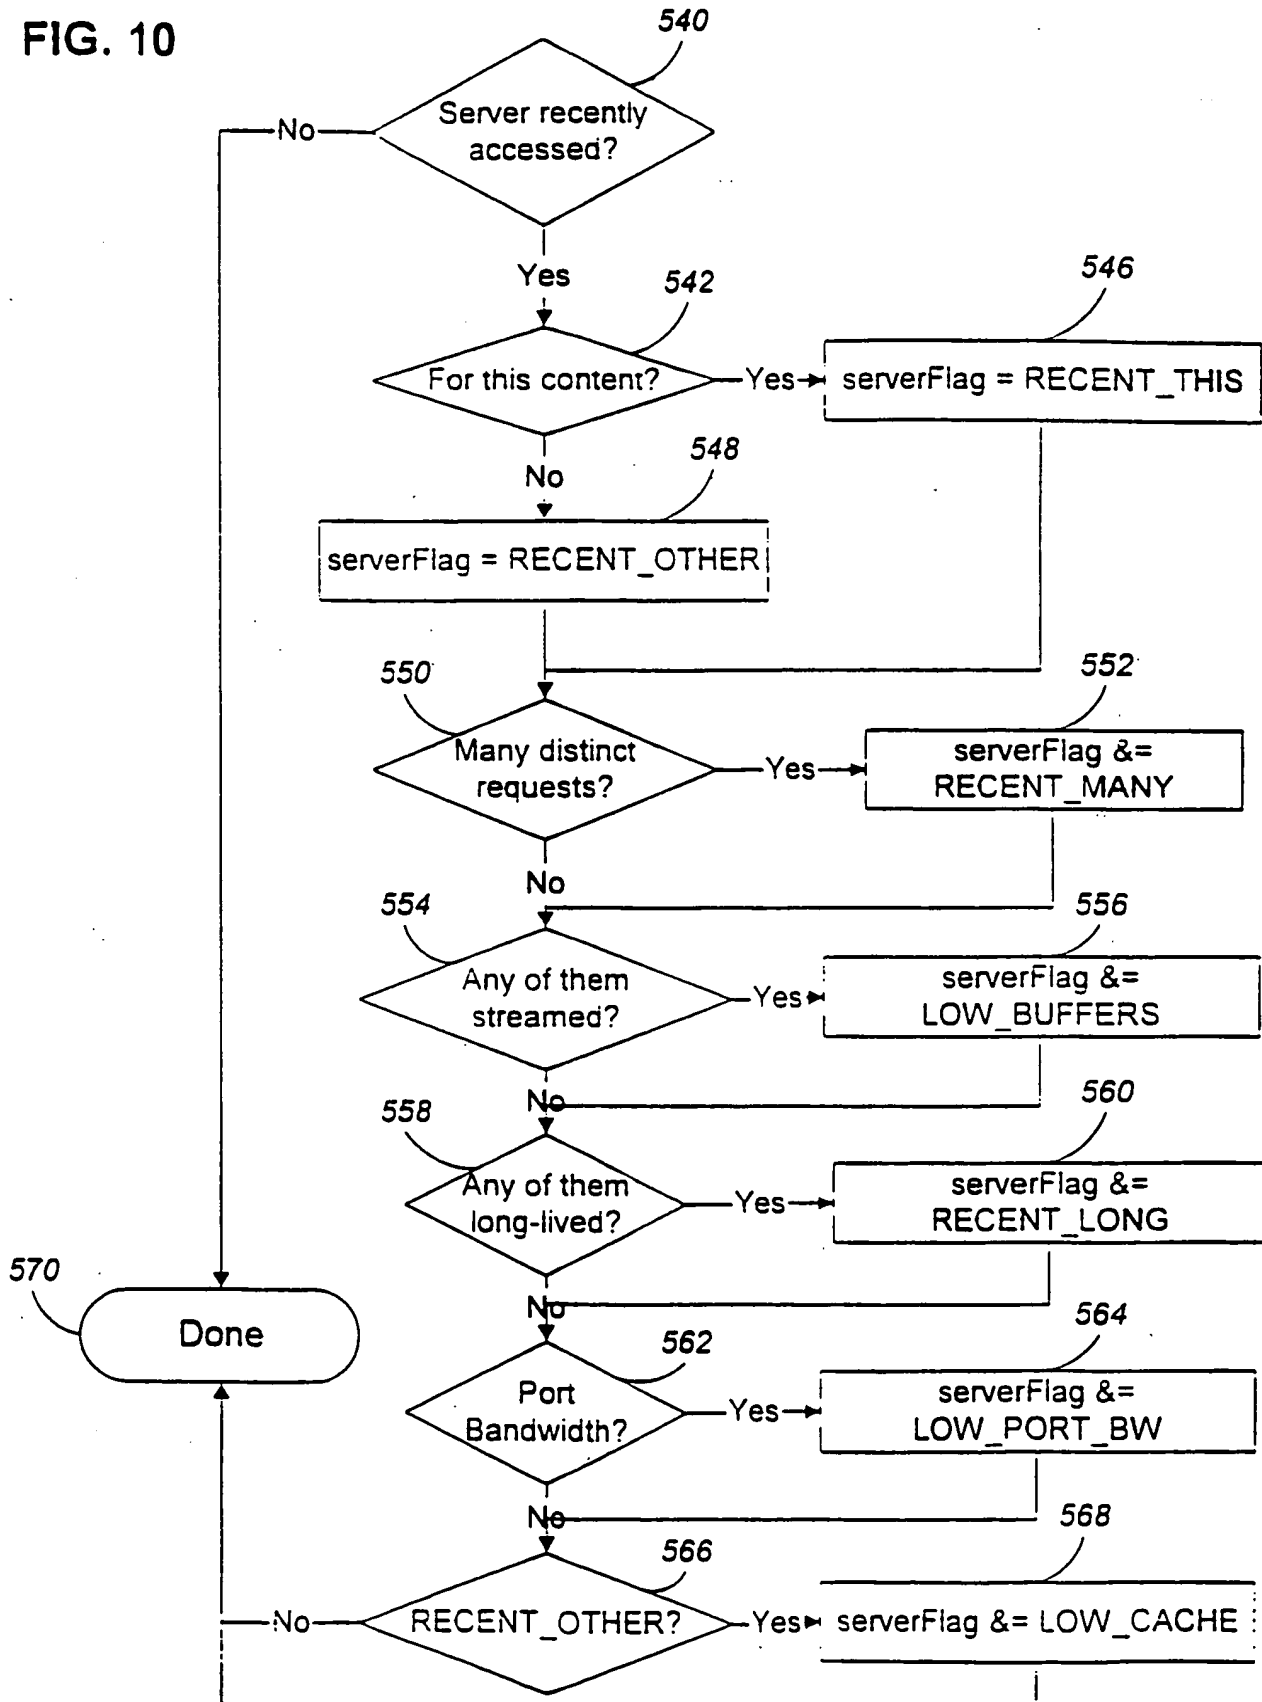 FIG. 10
540
Server recently
accessed?
No
Yes
542
546
For this content?
Yes
serverFlag = RECENT_THIS
No
548
serverFlag = RECENT_OTHER
550
552
Many distinct
requests?
Yes
serverFlag &=
RECENT_MANY
No
554
556
Any of them
streamed?
Yes
serverFlag &=
LOW_BUFFERS
No
558
560
Any of them
long-lived?
Yes
serverFlag &=
RECENT_LONG
No
570
Done
562
564
Port
Bandwidth?
Yes
serverFlag &=
LOW_PORT_BW
No
566
568
RECENT_OTHER?
No
Yes
serverFlag &= LOW_CACHE